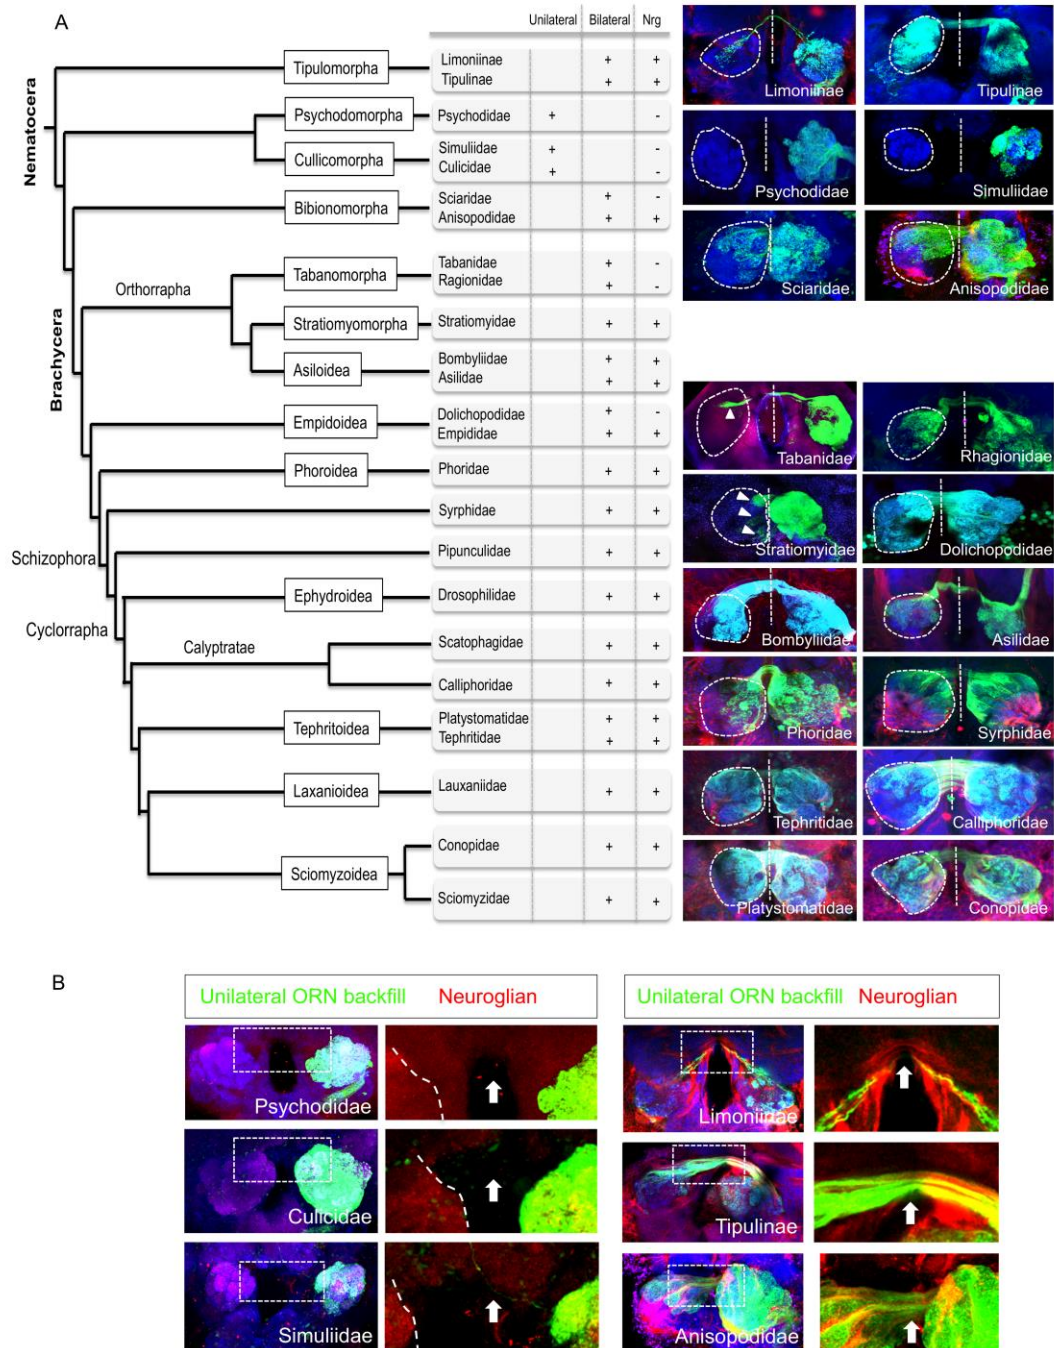 A
Unilateral Bilateral Nrg
Nematocera
Brachycera
Tipulomorpha
Limoniinae + +
Tipulinae + +
Psychodomorpha
Psychodidae + -
Cullicomorpha
Simuliidae + -
Culicidae + -
Bibionomorpha
Sciaridae + -
Anisopodidae + +
Orthorrapha
Tabanomorpha
Tabanidae + -
Ragionidae + -
Stratiomyomorpha
Stratiomyidae + +
Asiloidea
Bombyliidae + +
Asilidae + +
Empidoidea
Dolichopodidae + -
Empididae + +
Phoroidea
Phoridae + +
Syrphidae + +
Schizophora
Pipunculidae + +
Ephydroidea
Drosophilidae + +
Cyclorrapha
Calyptratae
Scatophagidae + +
Calliphoridae + +
Tephritoidea
Platystomatidae + +
Tephritidae + +
Laxanioidea
Lauxaniidae + +
Conopidae + +
Sciomyzoidea
Sciomyzidae + +
Limoniinae Tipulinae
Psychodidae Simuliidae
Sciaridae Anisopodidae
Tabanidae Rhagionidae
Stratiomyidae Dolichopodidae
Bombyliidae Asilidae
Phoridae Syrphidae
Tephritidae Calliphoridae
Platystomatidae Conopidae
B
Unilateral ORN backfill Neuroglian
Psychodidae
Culicidae
Simuliidae
Unilateral ORN backfill Neuroglian
Limoniinae
Tipulinae
Anisopodidae